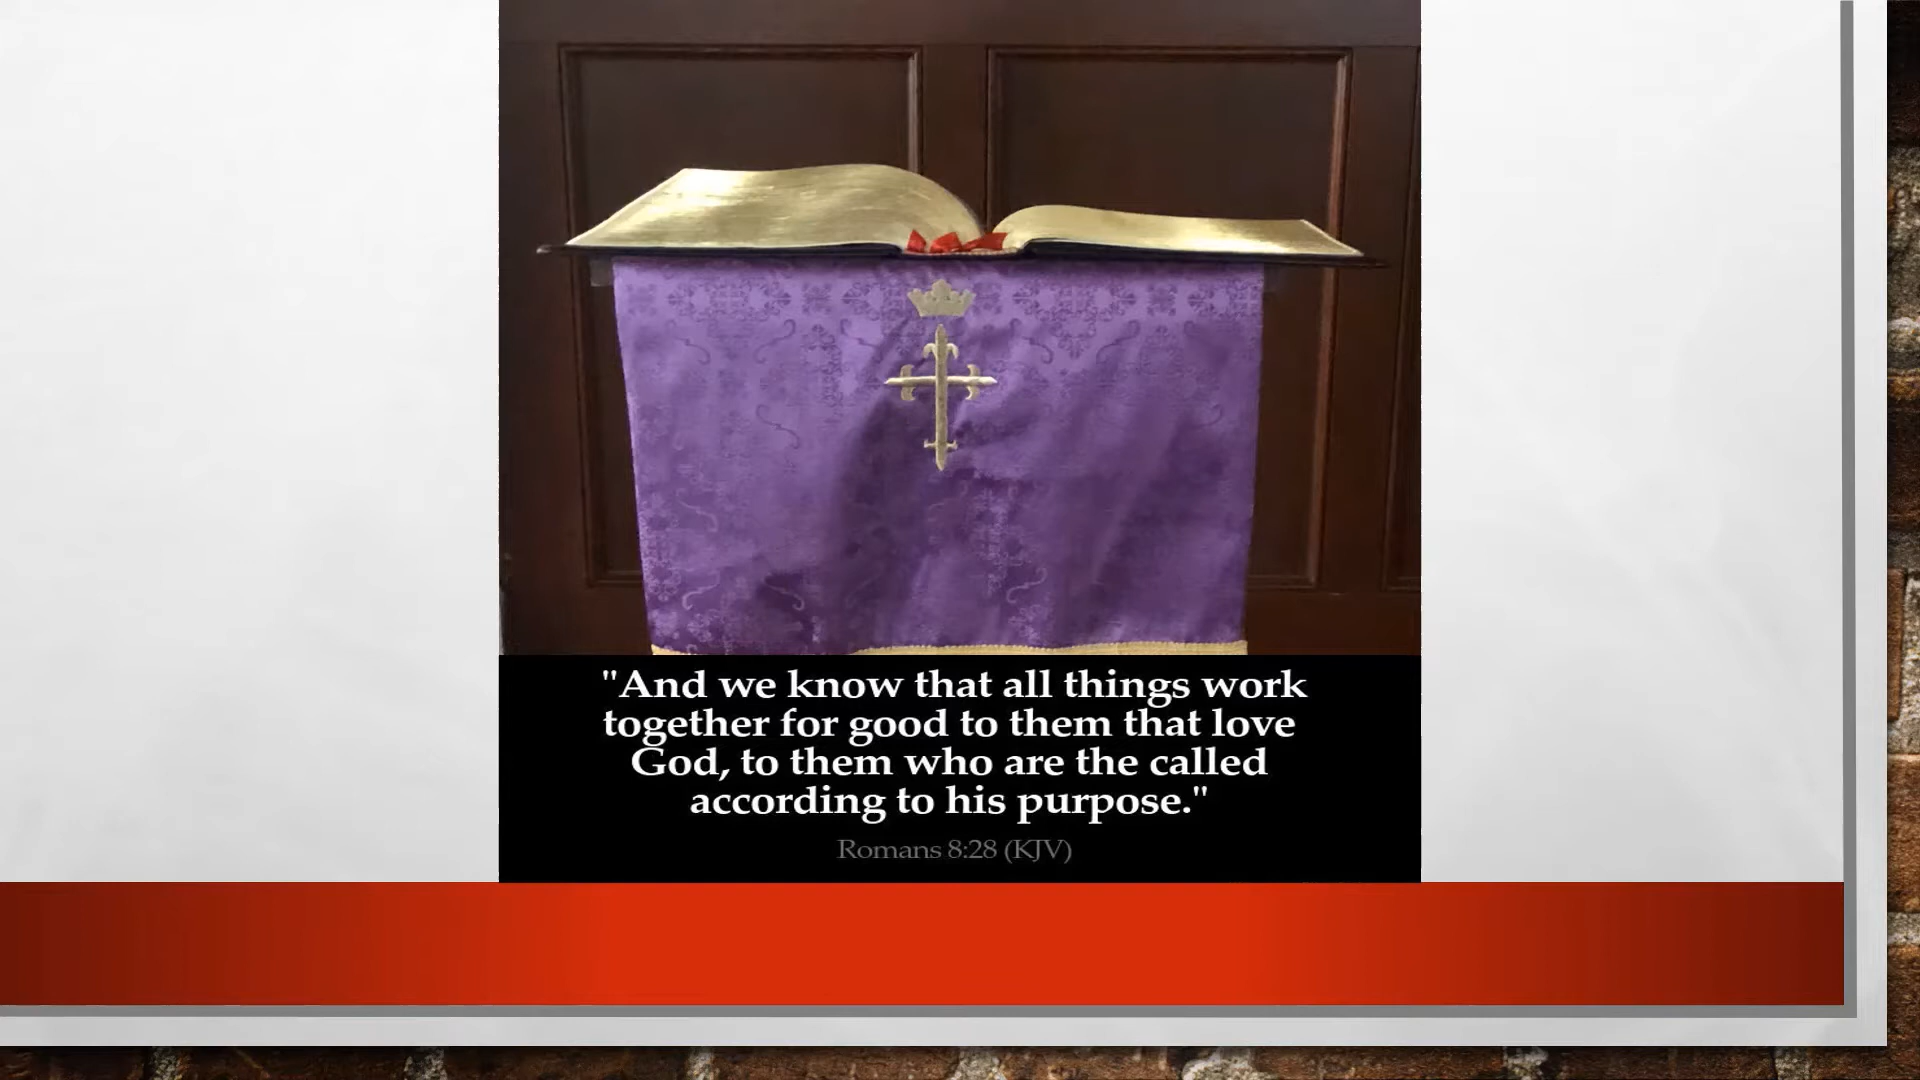 "And we know that all things work
together for good to them that love
God, to them who are the called
according to his purpose."
Romans 8:28 (KJV)